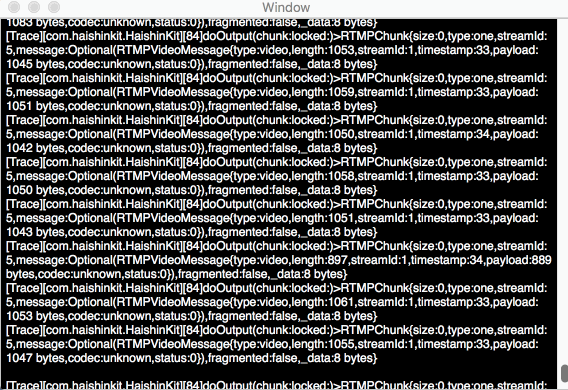 1083 bytes,codec:unknown,status:0}),fragmented:false,_data:8 bytes}
[Trace][com.haishinkit.HaishinKit][84]doOutput(chunk:locked:)>RTMPChunk{size:0,type:one,streamId:
5,message:Optional(RTMPVideoMessage{type:video,length:1053,streamId:1,timestamp:33,payload:
1045 bytes,codec:unknown,status:0}),fragmented:false,_data:8 bytes}
[Trace][com.haishinkit.HaishinKit][84]doOutput(chunk:locked:)>RTMPChunk{size:0,type:one,streamId:
5,message:Optional(RTMPVideoMessage{type:video,length:1059,streamId:1,timestamp:33,payload:
1051 bytes,codec:unknown,status:0}),fragmented:false,_data:8 bytes}
[Trace][com.haishinkit.HaishinKit][84]doOutput(chunk:locked:)>RTMPChunk{size:0,type:one,streamId:
5,message:Optional(RTMPVideoMessage{type:video,length:1050,streamId:1,timestamp:34,payload:
1042 bytes,codec:unknown,status:0}),fragmented:false,_data:8 bytes}
[Trace][com.haishinkit.HaishinKit][84]doOutput(chunk:locked:)>RTMPChunk{size:0,type:one,streamId:
5,message:Optional(RTMPVideoMessage{type:video,length:1058,streamId:1,timestamp:33,payload:
1050 bytes,codec:unknown,status:0}),fragmented:false,_data:8 bytes}
[Trace][com.haishinkit.HaishinKit][84]doOutput(chunk:locked:)>RTMPChunk{size:0,type:one,streamId:
5,message:Optional(RTMPVideoMessage{type:video,length:1051,streamId:1,timestamp:33,payload:
1043 bytes,codec:unknown,status:0}),fragmented:false,_data:8 bytes}
[Trace][com.haishinkit.HaishinKit][84]doOutput(chunk:locked:)>RTMPChunk{size:0,type:one,streamId:
5,message:Optional(RTMPVideoMessage{type:video,length:897,streamId:1,timestamp:34,payload:889
bytes,codec:unknown,status:0}),fragmented:false,_data:8 bytes}
[Trace][com.haishinkit.HaishinKit][84]doOutput(chunk:locked:)>RTMPChunk{size:0,type:one,streamId:
5,message:Optional(RTMPVideoMessage{type:video,length:1061,streamId:1,timestamp:33,payload:
1053 bytes,codec:unknown,status:0}),fragmented:false,_data:8 bytes}
[Trace][com.haishinkit.HaishinKit][84]doOutput(chunk:locked:)>RTMPChunk{size:0,type:one,streamId:
5,message:Optional(RTMPVideoMessage{type:video,length:1055,streamId:1,timestamp:33,payload:
1047 bytes,codec:unknown,status:0}),fragmented:false,_data:8 bytes}
[Trace][com.haishinkit.HaishinKit][84]doOutput(chunk:locked:)>RTMPChunk{size:0,type:one,streamId: